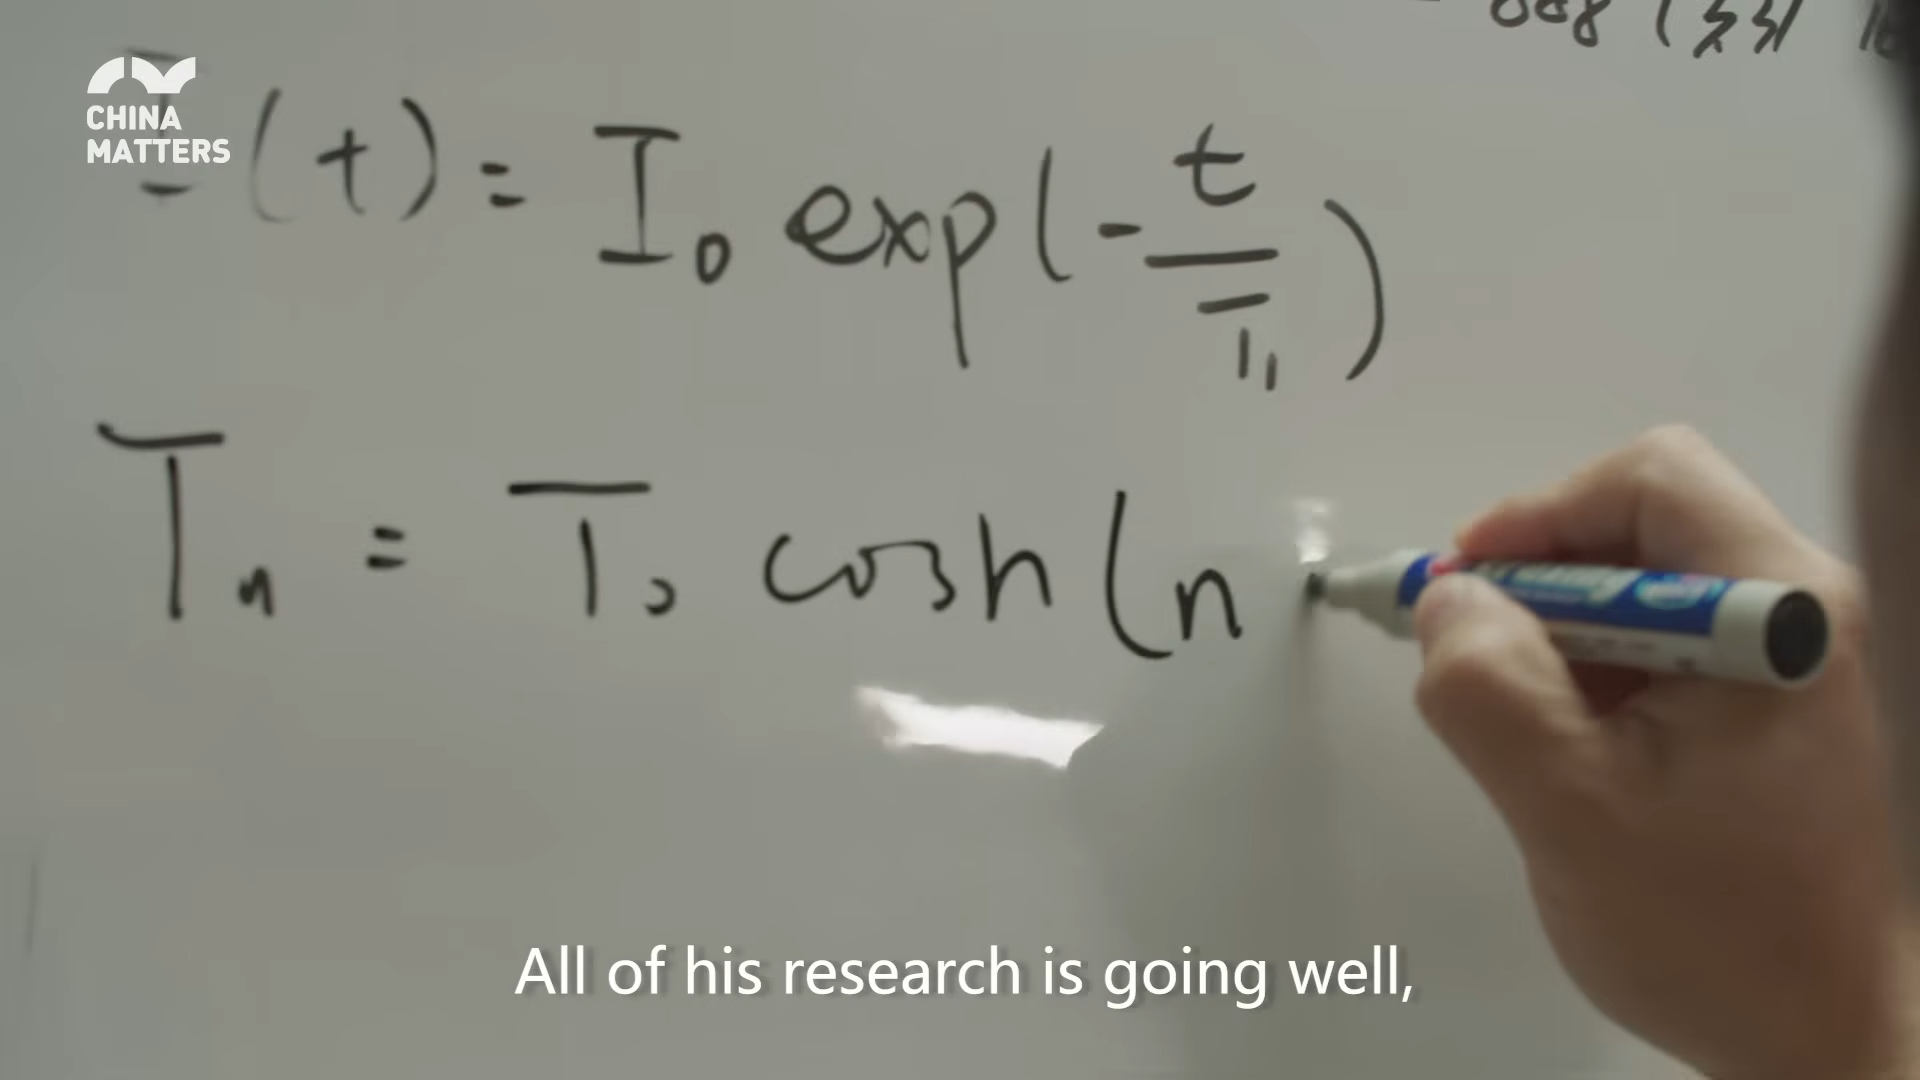 CHINA
MATTERS
I(t) = I₀ exp(-t/T₁)
Tₙ = T₀ cosh(n
All of his research is going well,